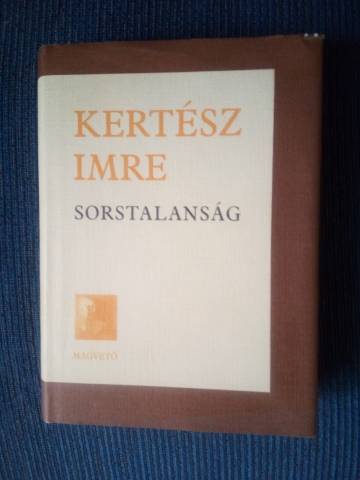 KERTÉSZ
IMRE
SORSTALANSÁG
MAGVETŐ